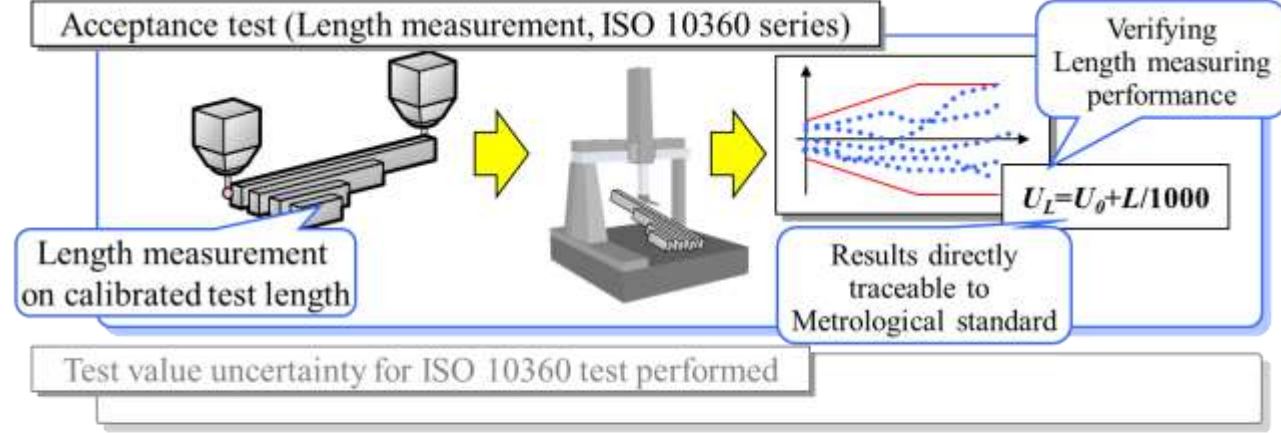 Acceptance test (Length measurement, ISO 10360 series)
Verifying
Length measuring
performance
U_L=U_0+L/1000
Length measurement
on calibrated test length
Results directly
traceable to
Metrological standard
Test value uncertainty for ISO 10360 test performed